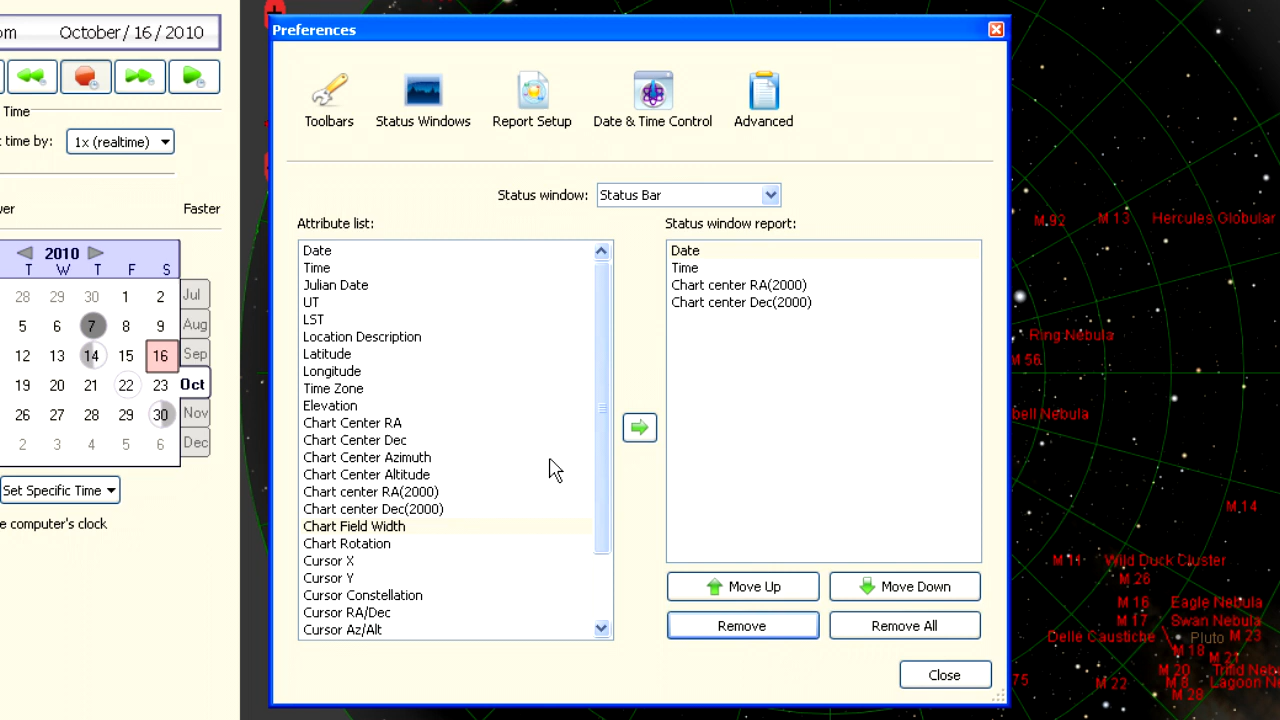 om October/ 16 / 2010
Time
t time by: 1x (realtime)
Faster
2010
T W T F S
28 29 30 1 2
5 6 7 8 9
12 13 14 15 16
19 20 21 22 23
26 27 28 29 30
2 3 4 5 6
Jul
Aug
Sep
Oct
Nov
Dec
Set Specific Time
e computer's clock
Preferences
Toolbars
Status Windows
Report Setup
Date & Time Control
Advanced
Status window: Status Bar
Attribute list:
Date
Time
Julian Date
UT
LST
Location Description
Latitude
Longitude
Time Zone
Elevation
Chart Center RA
Chart Center Dec
Chart Center Azimuth
Chart Center Altitude
Chart center RA(2000)
Chart center Dec(2000)
Chart Field Width
Chart Rotation
Cursor X
Cursor Y
Cursor Constellation
Cursor RA/Dec
Cursor Az/Alt
Status window report:
Date
Time
Chart center RA(2000)
Chart center Dec(2000)
Move Up
Move Down
Remove
Remove All
Close
M 92 M 13 Hercules Globular
Ring Nebula
M 56
bell Nebula
M 14
M 11 Wild Duck Cluster
M 26
M 16 Eagle Nebula
M 17 Swan Nebula
Delle Caustiche Pluto M 23
M 18
M 21
M 20 Trifid Nebula
75 M 22 M 8 Lagoon Ne
M 28